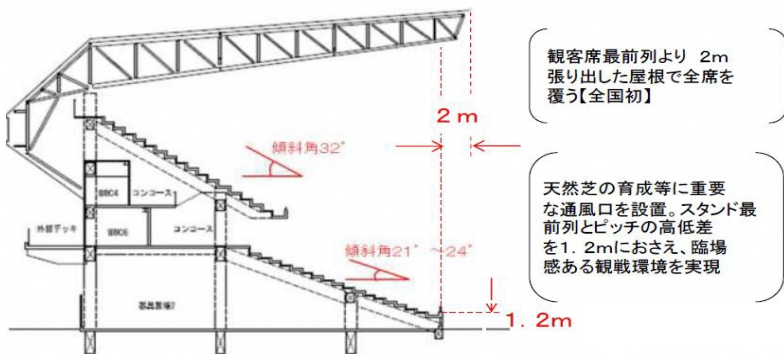 観客席最前列より 2m
張り出した屋根で全席を
覆う【全国初】
2m
傾斜角32°
天然芝の育成等に重要
な通風口を設置。スタンド最
前列とピッチの高低差
を1.2mにおさえ、臨場
感ある観戦環境を実現
コンコース
外部デッキ
コンコース
傾斜角21°~24°
1.2m